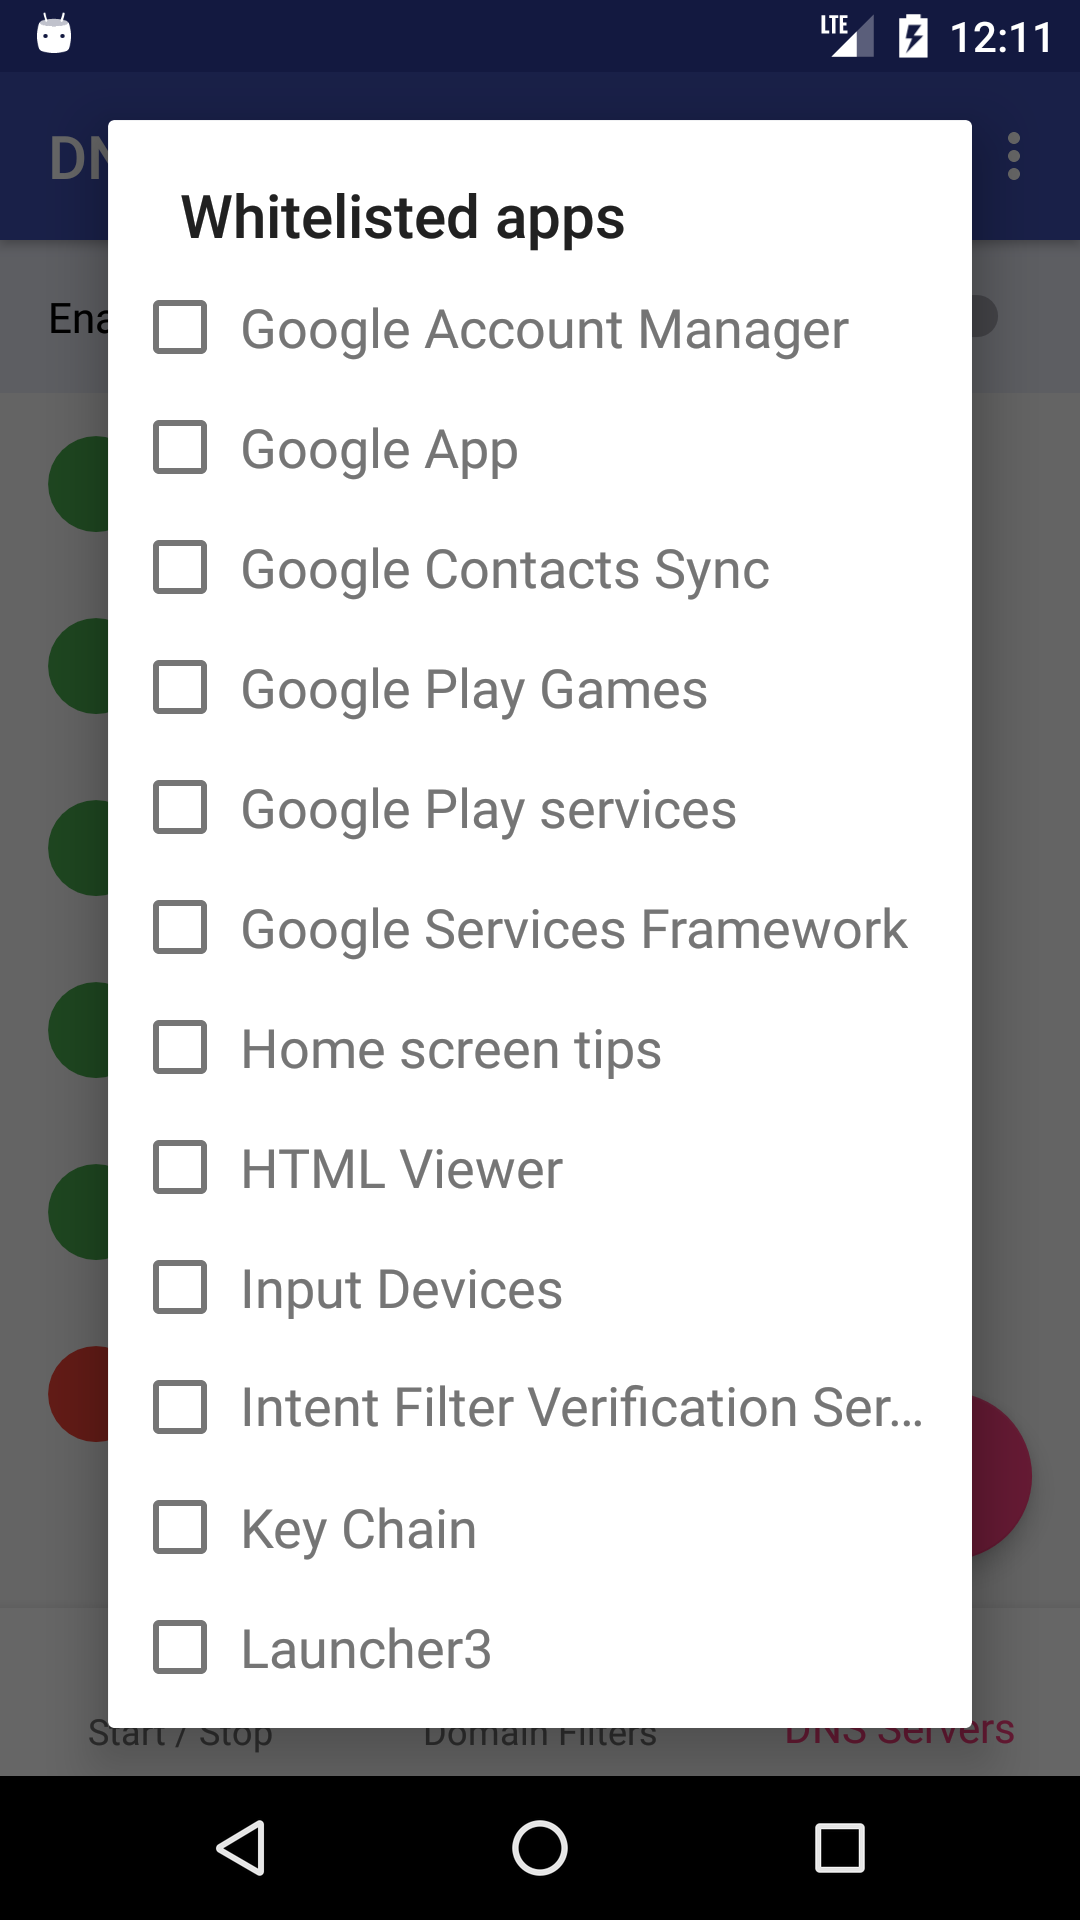 LTE 12:11
DN
Whitelisted apps
Ena
Google Account Manager
Google App
Google Contacts Sync
Google Play Games
Google Play services
Google Services Framework
Home screen tips
HTML Viewer
Input Devices
Intent Filter Verification Ser...
Key Chain
Launcher3
Start / Stop Domain Filters DNS Servers